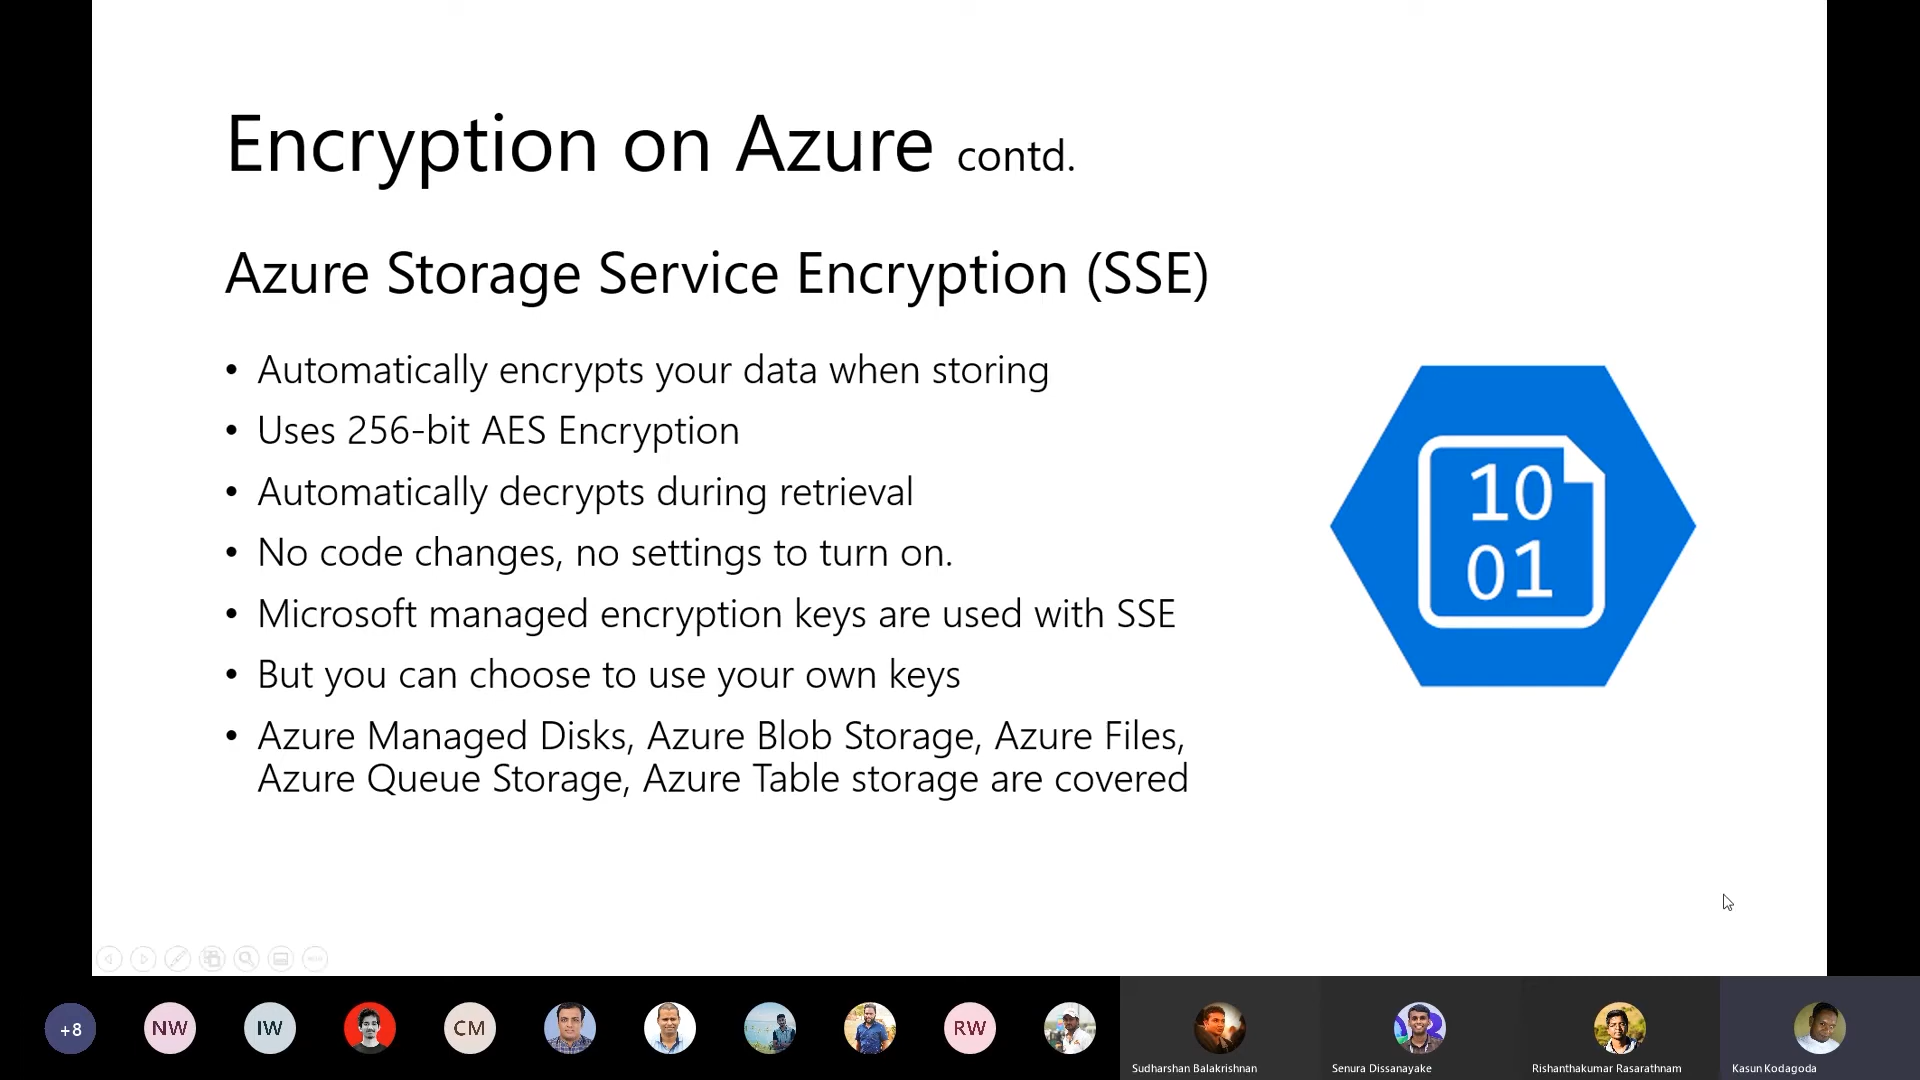 Encryption on Azure contd.
Azure Storage Service Encryption (SSE)
• Automatically encrypts your data when storing
• Uses 256-bit AES Encryption
• Automatically decrypts during retrieval
• No code changes, no settings to turn on.
• Microsoft managed encryption keys are used with SSE
• But you can choose to use your own keys
• Azure Managed Disks, Azure Blob Storage, Azure Files,
Azure Queue Storage, Azure Table storage are covered
10
01
+8
NW
IW
CM
RW
Sudharshan Balakrishnan
Senura Dissanayake
Rishanthakumar Rasarathnam
Kasun Kodagoda